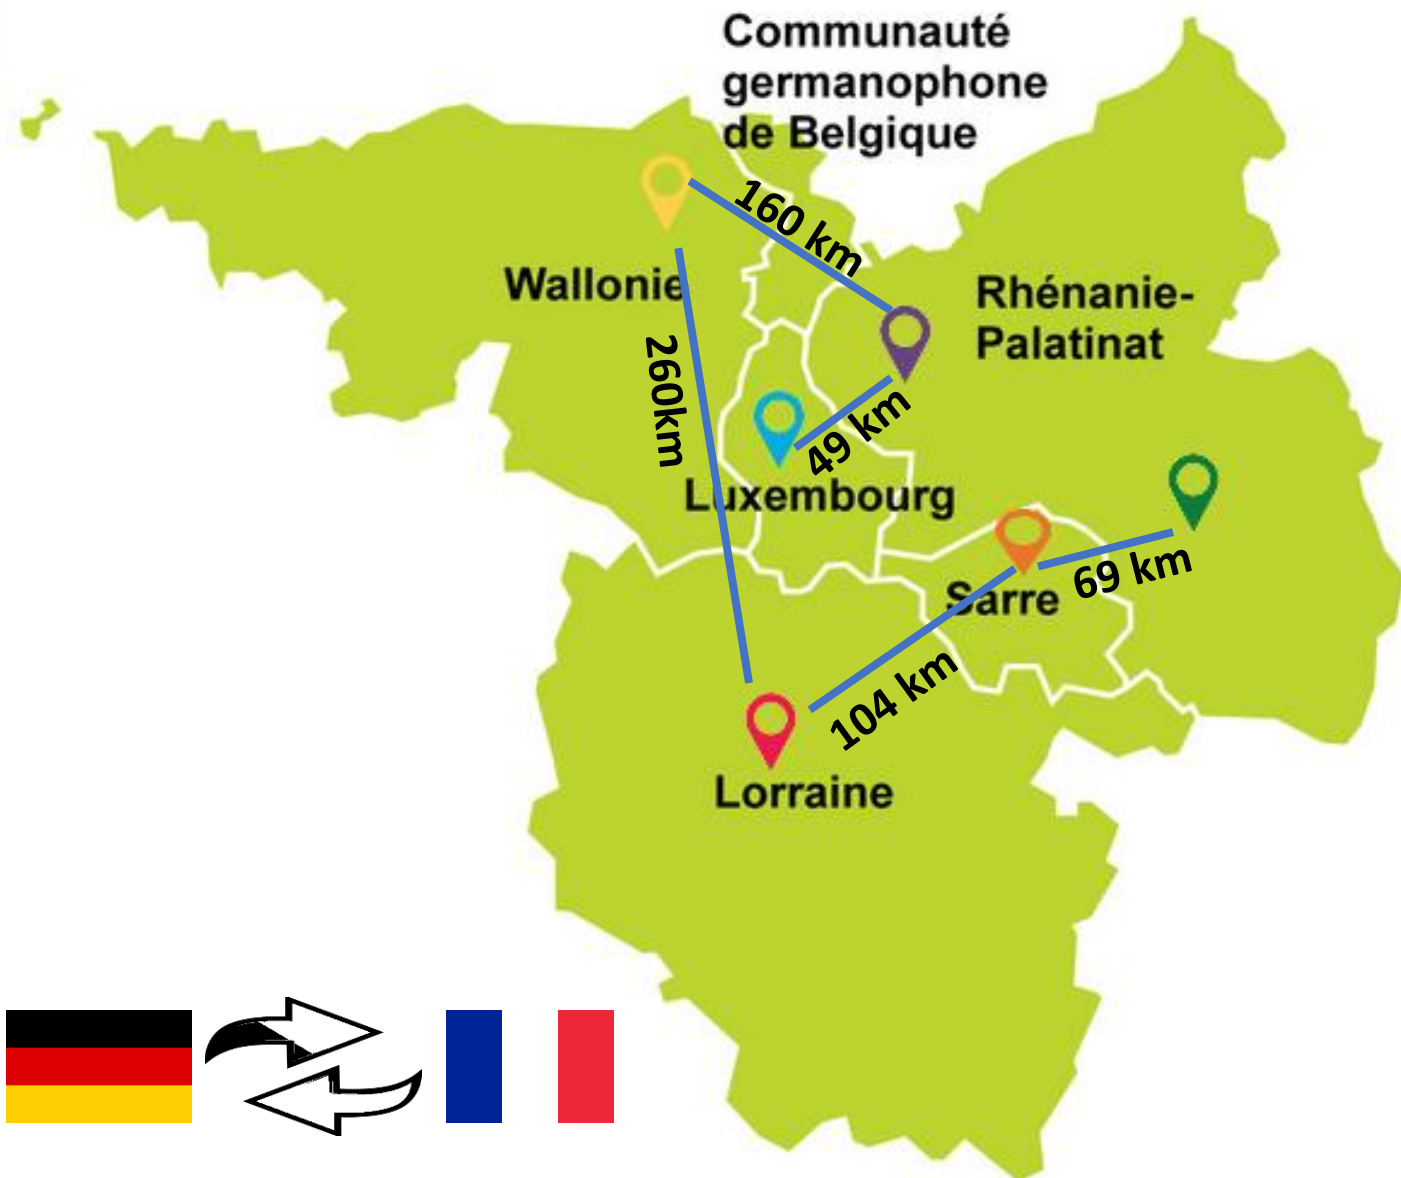 Communauté
germanophone
de Belgique
160 km
Wallonie
Rhénanie-
Palatinat
260km
49 km
Luxembourg
69 km
Sarre
104 km
Lorraine